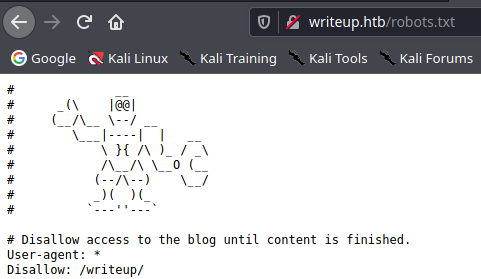 writeup.htb/robots.txt
Google Kali Linux Kali Training Kali Tools Kali Forums
#              __
#      _(\    |@@|
#     (__/\__ \--/ __
#        \___|----|  |   __
#            \ }{ /\ )_ / _\
#            /\__/\ \__O (__
#           (--/\--)    \__/
#           _)(  )(_
#          `---''---`
# Disallow access to the blog until content is finished.
User-agent: *
Disallow: /writeup/